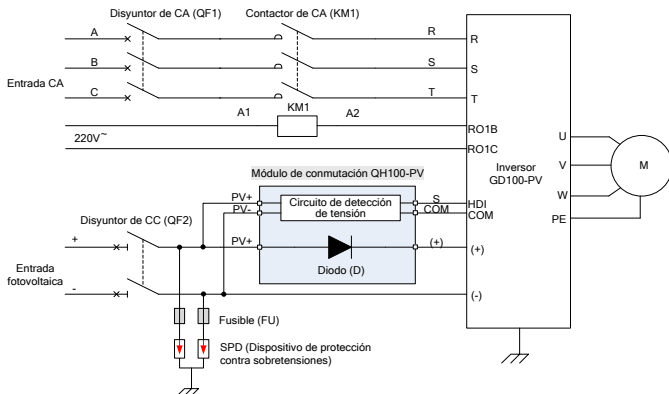 Disyuntor de CA (QF1)
Contactor de CA (KM1)
A
R
R
B
S
S
Entrada CA
C
T
T
A1
KM1
A2
RO1B
220V~
RO1C
Inversor
GD100-PV
U
V
W
PE
M
Módulo de conmutación QH100-PV
PV+
PV-
Circuito de detección
de tensión
S
COM
HDI
COM
Disyuntor de CC (QF2)
+
PV+
(+)
(+)
Diodo (D)
Entrada
fotovoltaica
-
(-)
Fusible (FU)
SPD (Dispositivo de protección
contra sobretensiones)